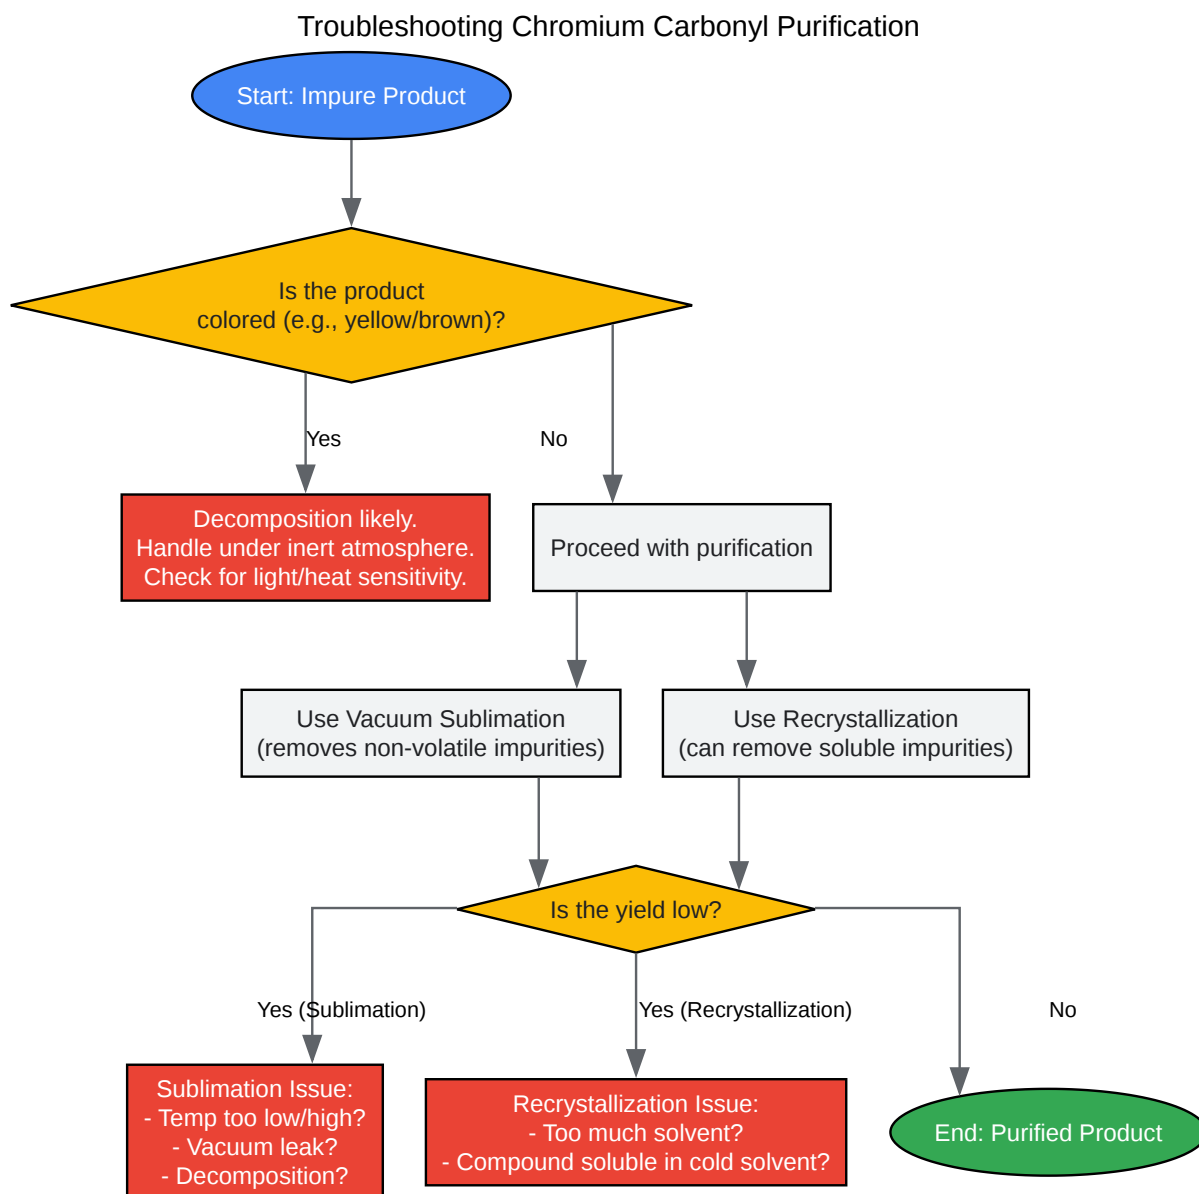 Troubleshooting Chromium Carbonyl Purification
Start: Impure Product
Is the product
colored (e.g., yellow/brown)?
Yes
No
Decomposition likely.
Handle under inert atmosphere.
Check for light/heat sensitivity.
Proceed with purification
Use Vacuum Sublimation
(removes non-volatile impurities)
Use Recrystallization
(can remove soluble impurities)
Is the yield low?
Yes (Sublimation)
Yes (Recrystallization)
No
Sublimation Issue:
- Temp too low/high?
- Vacuum leak?
- Decomposition?
Recrystallization Issue:
- Too much solvent?
- Compound soluble in cold solvent?
End: Purified Product